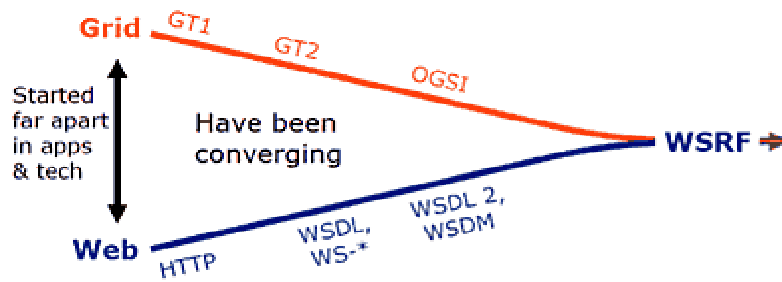 Grid
GT1
GT2
OGSI
Started
far apart
in apps
& tech
Have been
converging
WSRF
Web
HTTP
WSDL,
WS-*
WSDL 2,
WSDM